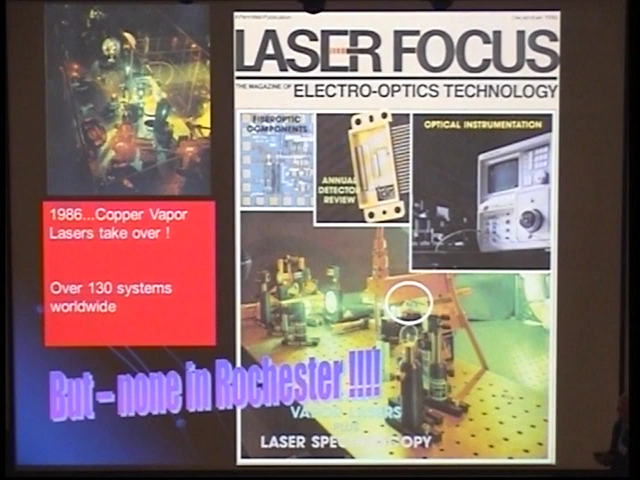 A PennWell Publication
LASER FOCUS
THE MAGAZINE OF ELECTRO-OPTICS TECHNOLOGY
FIBEROPTIC
COMPONENTS
ANNUAL
DETECTOR
REVIEW
OPTICAL INSTRUMENTATION
1986...Copper Vapor
Lasers take over !
Over 130 systems
worldwide
But – none in Rochester !!!!
VAPOR LASERS
PLUS
LASER SPECTROSCOPY